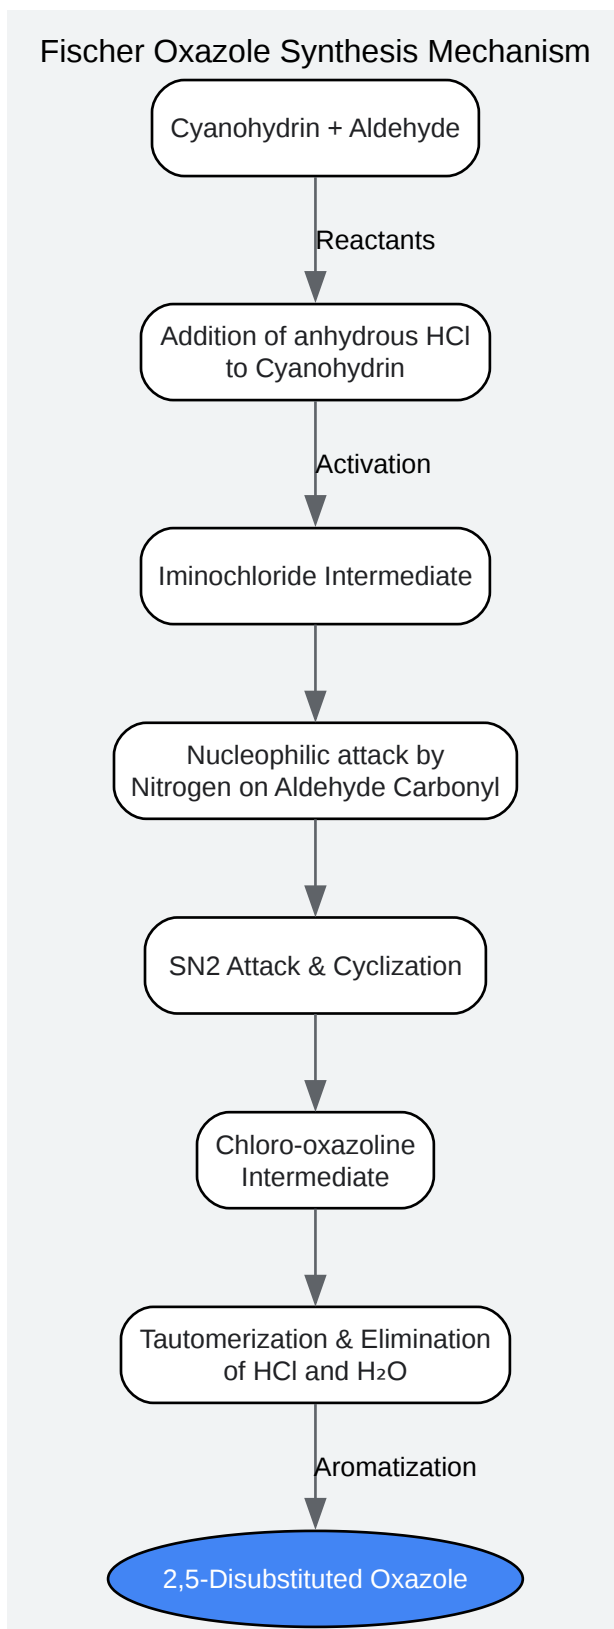 Fischer Oxazole Synthesis Mechanism
Cyanohydrin + Aldehyde
Reactants
Addition of anhydrous HCl
to Cyanohydrin
Activation
Iminochloride Intermediate
Nucleophilic attack by
Nitrogen on Aldehyde Carbonyl
SN2 Attack & Cyclization
Chloro-oxazoline
Intermediate
Tautomerization & Elimination
of HCl and H₂O
Aromatization
2,5-Disubstituted Oxazole